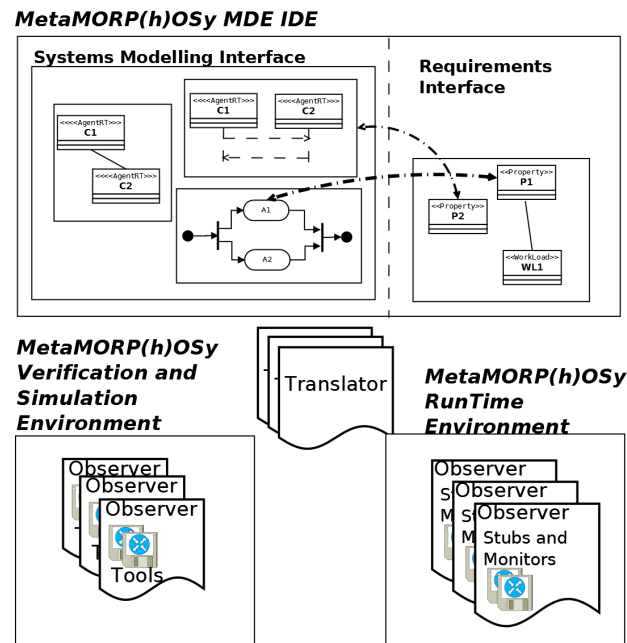 MetaMORP(h)OSy MDE IDE
Systems Modelling Interface
Requirements
Interface
<<<<AgentRT>>>
C1
<<<<AgentRT>>>
C2
<<<<AgentRT>>>
C1
<<<<AgentRT>>>
C2
A1
A2
<<Property>>
P1
<<Property>>
P2
<<WorkLoad>>
WL1
MetaMORP(h)OSy
Verification and
Simulation
Environment
Translator
MetaMORP(h)OSy
RunTime
Environment
Observer
Observer
Observer
Tools
Observer
Observer
Observer
Stubs and
Monitors